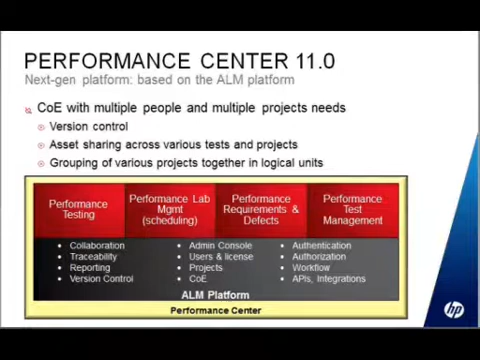 PERFORMANCE CENTER 11.0
Next-gen platform: based on the ALM platform
CoE with multiple people and multiple projects needs
Version control
Asset sharing across various tests and projects
Grouping of various projects together in logical units
Performance
Testing
Performance Lab
Mgmt
(scheduling)
Performance
Requirements &
Defects
Performance
Test
Management
• Collaboration
• Traceability
• Reporting
• Version Control
• Admin Console
• Users & license
• Projects
• CoE
• Authentication
• Authorization
• Workflow
• APIs, Integrations
ALM Platform
Performance Center
hp